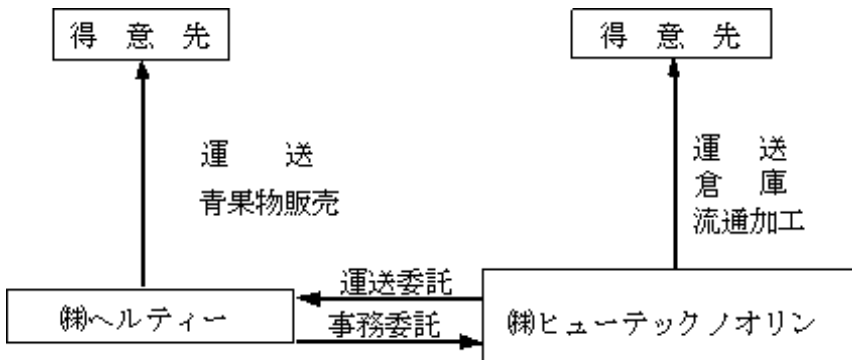 得 意 先
得 意 先
運 送
青果物販売
運 送
倉 庫
流通加工
運送委託
事務委託
㈱ヘルティー
㈱ヒューテックノオリン